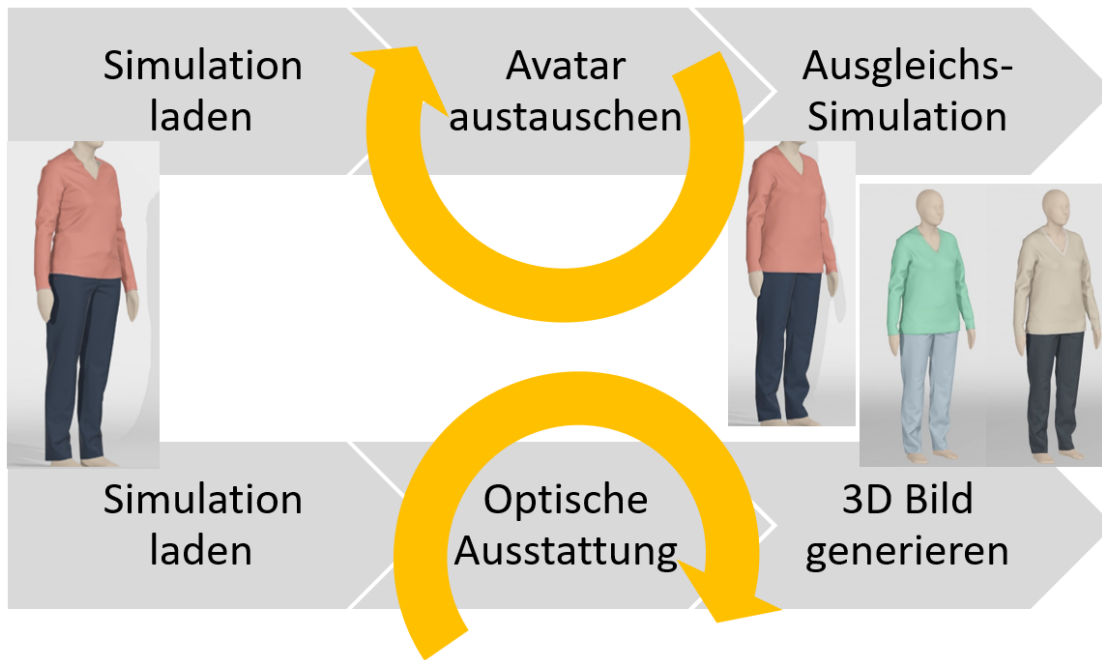 Simulation
laden
Avatar
austauschen
Ausgleichs-
Simulation
Simulation
laden
Optische
Ausstattung
3D Bild
generieren